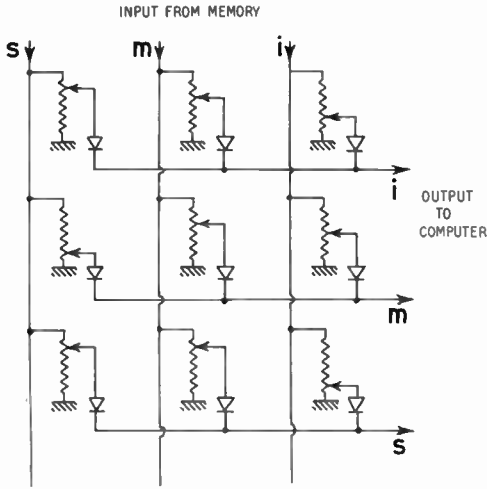 INPUT FROM MEMORY
s m i
i
OUTPUT
TO
COMPUTER
m
s